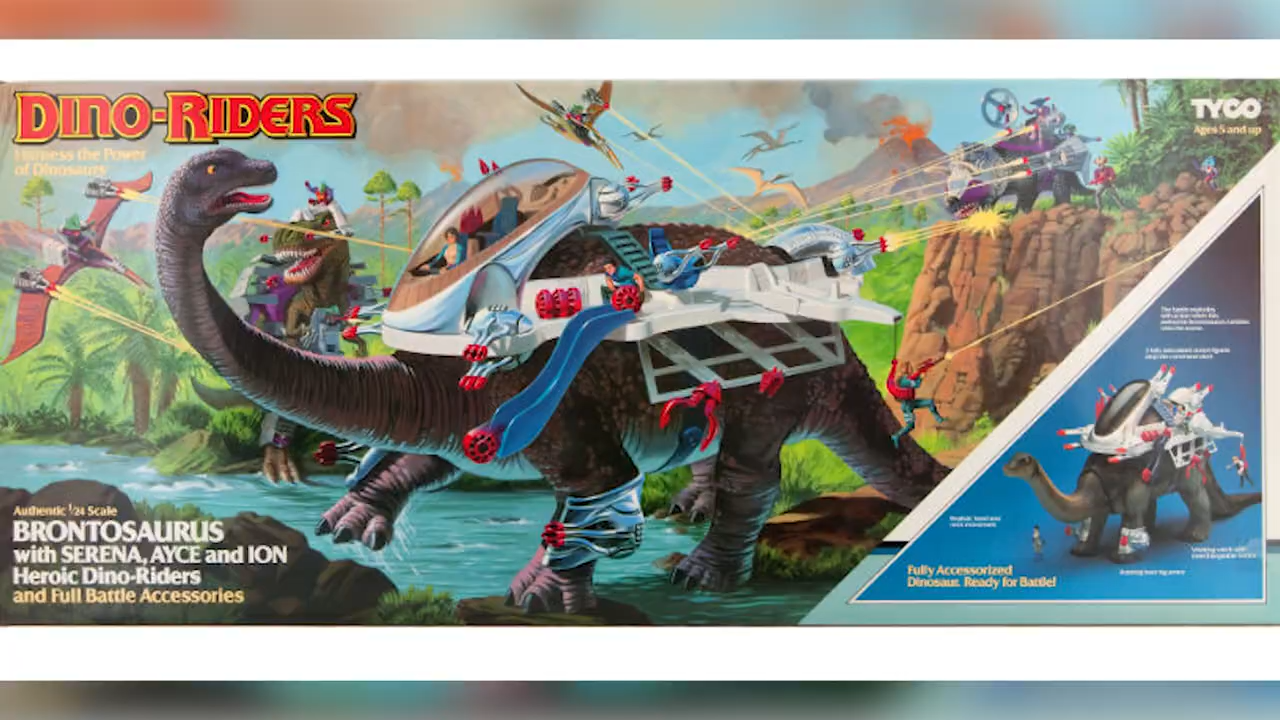 DINO-RIDERS
Harness the Power
of Dinosaurs
TYCO
Ages 5 and up
Authentic 1/24 Scale
BRONTOSAURUS
with SERENA, AYCE and ION
Heroic Dino-Riders
and Full Battle Accessories
Fully Accessorized
Dinosaur. Ready for Battle!